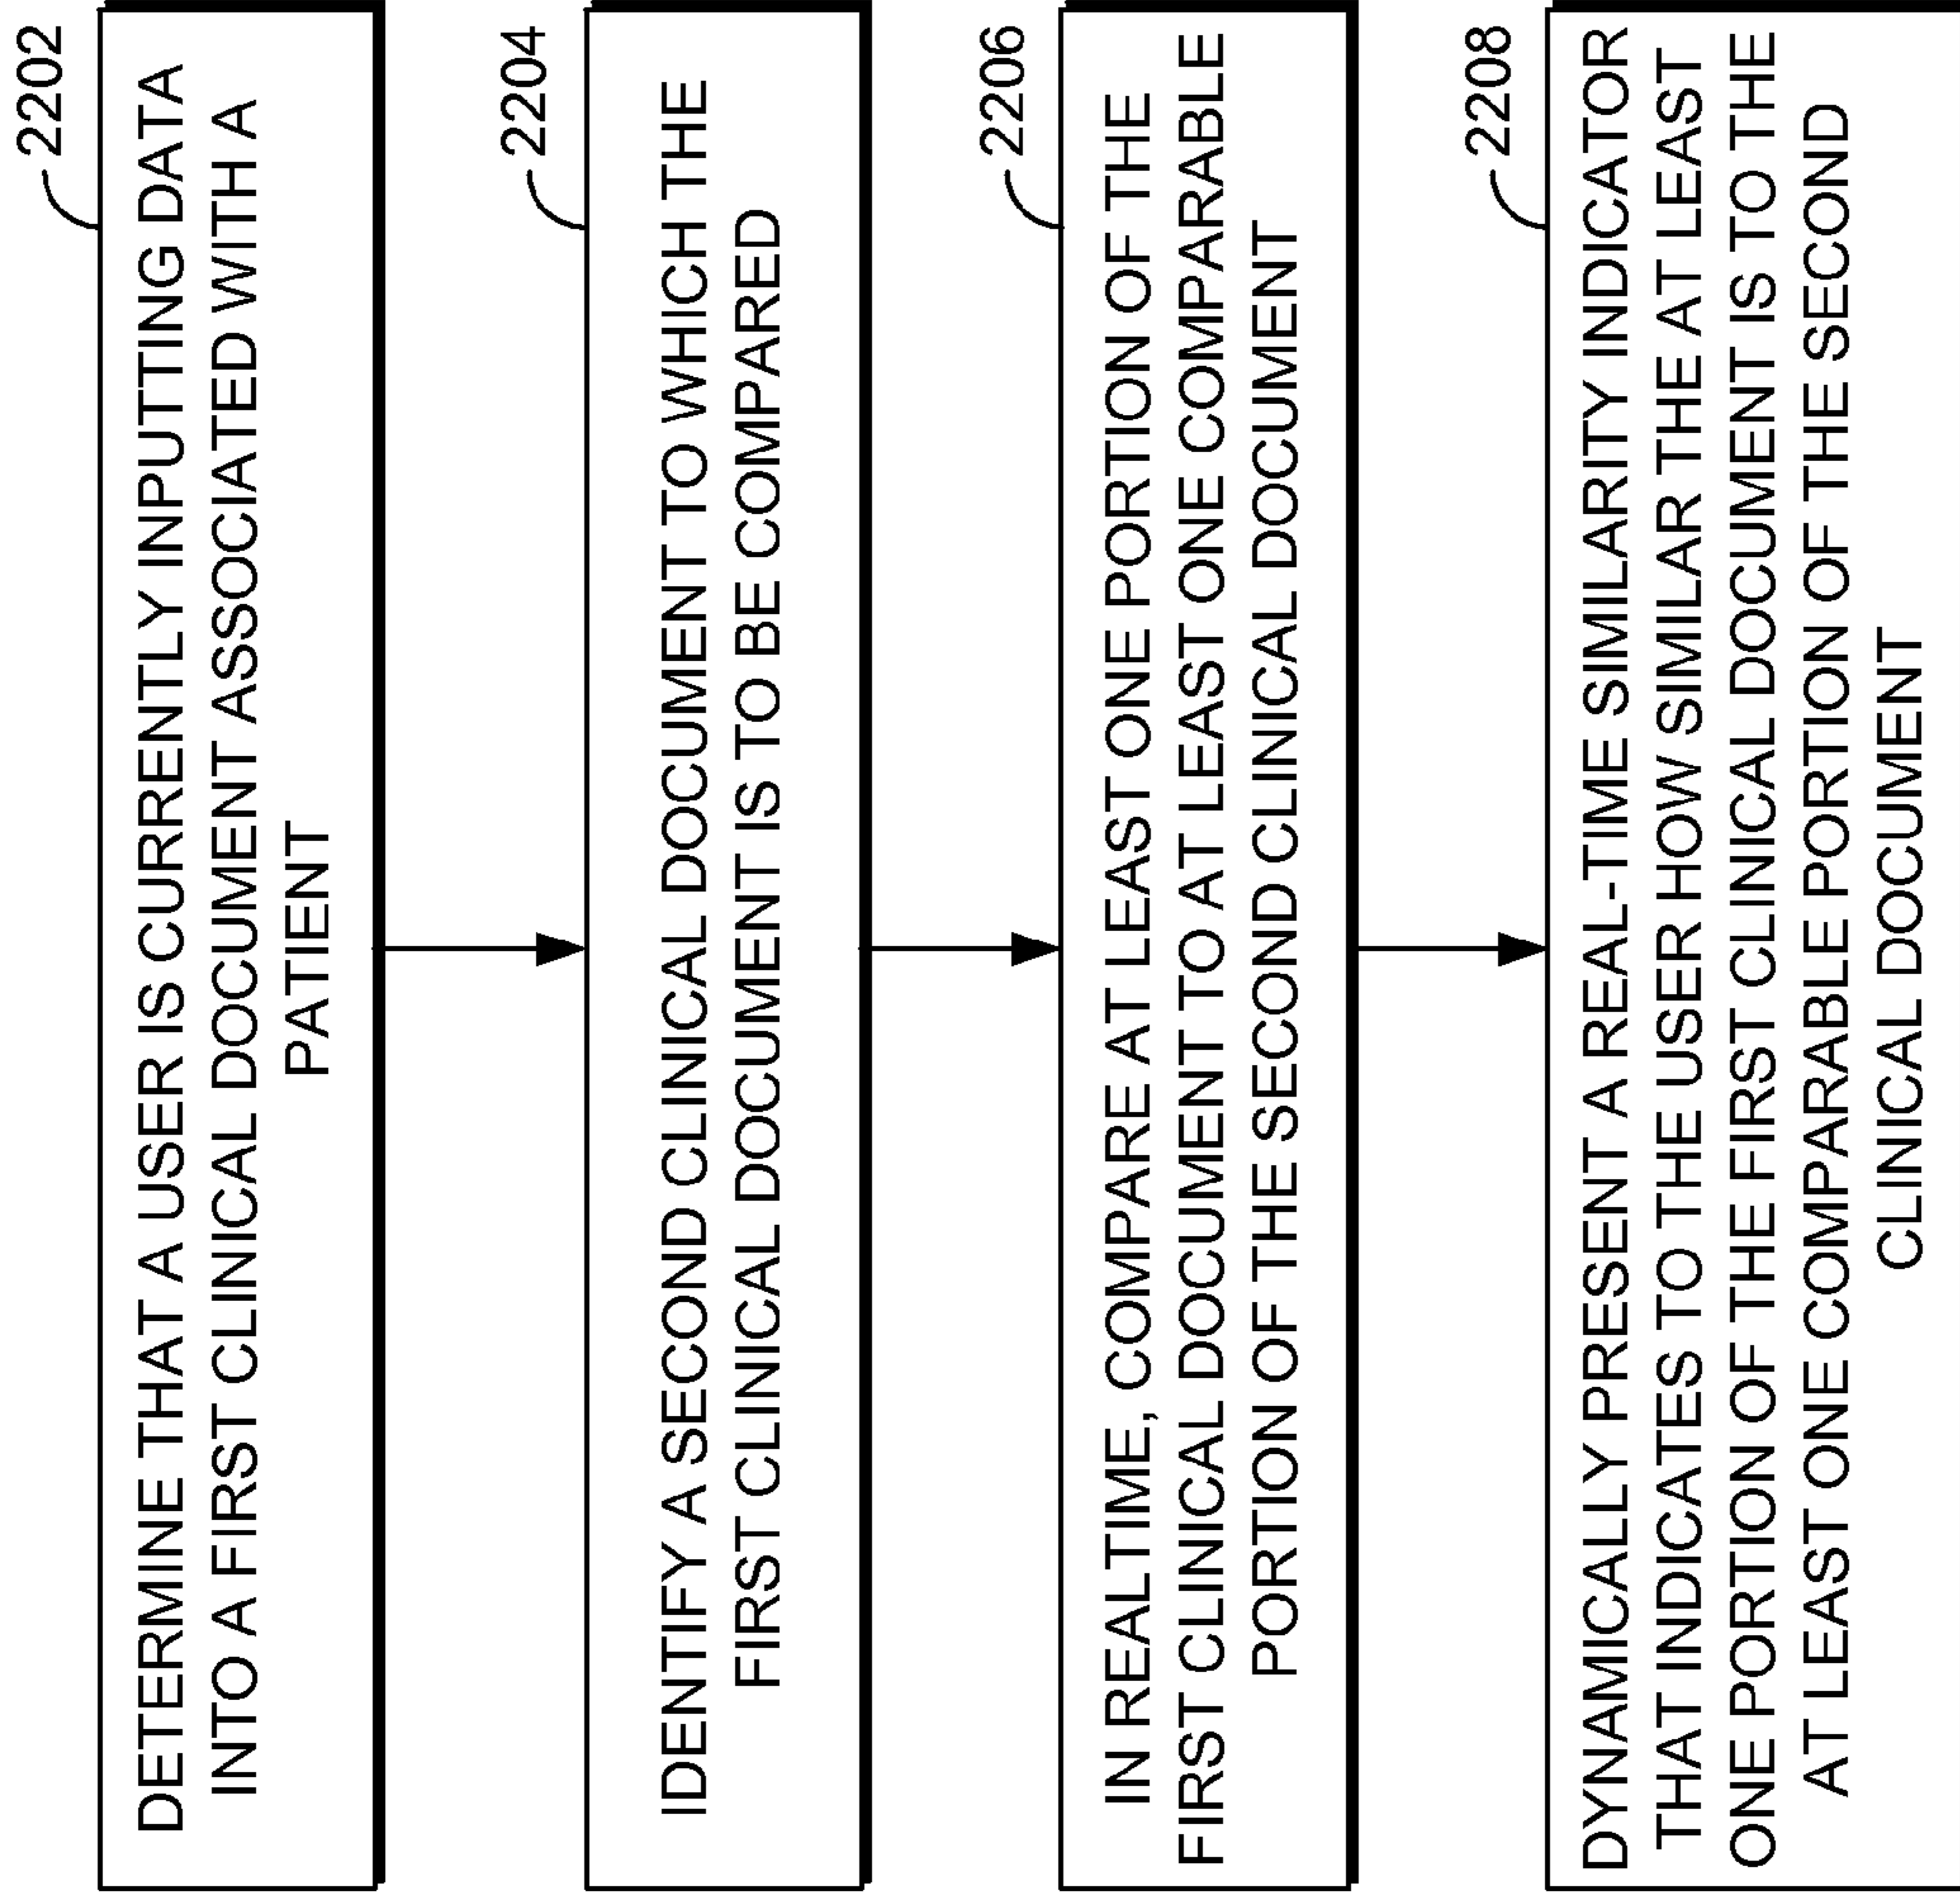 2202
DETERMINE THAT A USER IS CURRENTLY INPUTTING DATA
INTO A FIRST CLINICAL DOCUMENT ASSOCIATED WITH A
PATIENT
2204
IDENTIFY A SECOND CLINICAL DOCUMENT TO WHICH THE
FIRST CLINICAL DOCUMENT IS TO BE COMPARED
2206
IN REALTIME, COMPARE AT LEAST ONE PORTION OF THE
FIRST CLINICAL DOCUMENT TO AT LEAST ONE COMPARABLE
PORTION OF THE SECOND CLINICAL DOCUMENT
2208
DYNAMICALLY PRESENT A REAL-TIME SIMILARITY INDICATOR
THAT INDICATES TO THE USER HOW SIMILAR THE AT LEAST
ONE PORTION OF THE FIRST CLINICAL DOCUMENT IS TO THE
AT LEAST ONE COMPARABLE PORTION OF THE SECOND
CLINICAL DOCUMENT